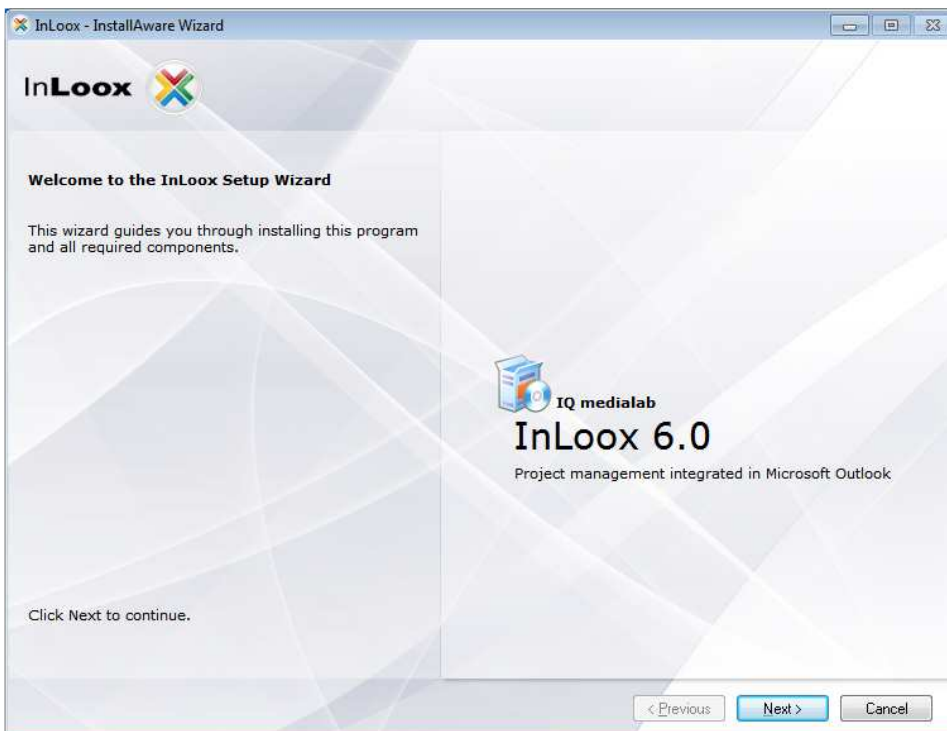 InLoox - InstallAware Wizard
InLoox
Welcome to the InLoox Setup Wizard
This wizard guides you through installing this program
and all required components.
IQ medialab
InLoox 6.0
Project management integrated in Microsoft Outlook
Click Next to continue.
< Previous
Next >
Cancel